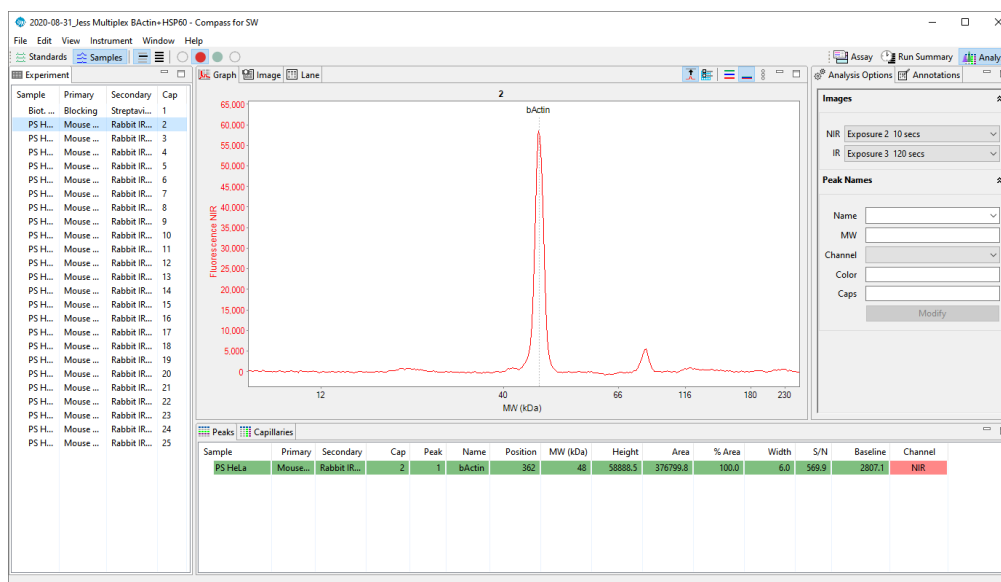 2020-08-31_Jess Multiplex BActin+HSP60 - Compass for SW
File Edit View Instrument Window Help
Standards Samples Assay Run Summary Analy
Experiment
Sample Primary Secondary Cap
Biot. ... Blocking Streptavi... 1
PS H... Mouse ... Rabbit IR... 2
PS H... Mouse ... Rabbit IR... 3
PS H... Mouse ... Rabbit IR... 4
PS H... Mouse ... Rabbit IR... 5
PS H... Mouse ... Rabbit IR... 6
PS H... Mouse ... Rabbit IR... 7
PS H... Mouse ... Rabbit IR... 8
PS H... Mouse ... Rabbit IR... 9
PS H... Mouse ... Rabbit IR... 10
PS H... Mouse ... Rabbit IR... 11
PS H... Mouse ... Rabbit IR... 12
PS H... Mouse ... Rabbit IR... 13
PS H... Mouse ... Rabbit IR... 14
PS H... Mouse ... Rabbit IR... 15
PS H... Mouse ... Rabbit IR... 16
PS H... Mouse ... Rabbit IR... 17
PS H... Mouse ... Rabbit IR... 18
PS H... Mouse ... Rabbit IR... 19
PS H... Mouse ... Rabbit IR... 20
PS H... Mouse ... Rabbit IR... 21
PS H... Mouse ... Rabbit IR... 22
PS H... Mouse ... Rabbit IR... 23
PS H... Mouse ... Rabbit IR... 24
PS H... Mouse ... Rabbit IR... 25
Graph Image Lane
2
bActin
65,000
60,000
55,000
50,000
45,000
40,000
35,000
30,000
25,000
20,000
15,000
10,000
5,000
0
Fluorescence NIR
12 40 66 116 180 230
MW (kDa)
Analysis Options Annotations
Images
NIR Exposure 2 10 secs
IR Exposure 3 120 secs
Peak Names
Name
MW
Channel
Color
Caps
Modify
Peaks Capillaries
Sample Primary Secondary Cap Peak Name Position MW (kDa) Height Area % Area Width S/N Baseline Channel
PS HeLa Mouse... Rabbit IR... 2 1 bActin 362 48 58888.5 376799.8 100.0 6.0 569.9 2807.1 NIR